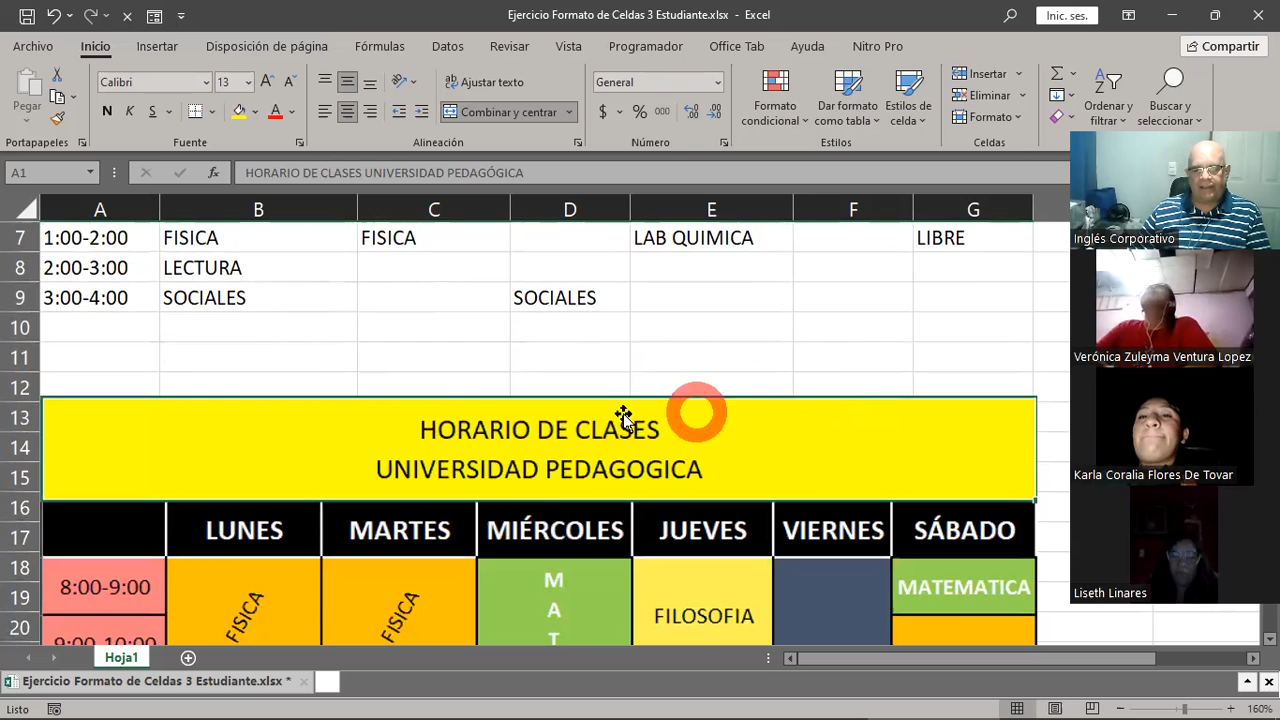 Ejercicio Formato de Celdas 3 Estudiante.xlsx - Excel
Inic. ses.
Archivo Inicio Insertar Disposición de página Fórmulas Datos Revisar Vista Programador Office Tab Ayuda Nitro Pro Compartir
Pegar
Calibri 13
N K S
Ajustar texto
Combinar y centrar
General
$ % 000
Formato condicional
Dar formato como tabla
Estilos de celda
Insertar
Eliminar
Formato
Ordenar y filtrar
Buscar y seleccionar
Portapapeles Fuente Alineación Número Estilos Celdas
A1 fx HORARIO DE CLASES UNIVERSIDAD PEDAGÓGICA
A B C D E F G
7 1:00-2:00 FISICA FISICA LAB QUIMICA LIBRE
8 2:00-3:00 LECTURA
9 3:00-4:00 SOCIALES SOCIALES
10
11
12
13
14
15
16
17
18
19
20
HORARIO DE CLASES
UNIVERSIDAD PEDAGOGICA
LUNES MARTES MIÉRCOLES JUEVES VIERNES SÁBADO
8:00-9:00 FISICA FISICA M A T FILOSOFIA MATEMATICA
9:00-10:00
Inglés Corporativo
Verónica Zuleyma Ventura Lopez
Karla Coralia Flores De Tovar
Liseth Linares
Hoja1
Ejercicio Formato de Celdas 3 Estudiante.xlsx *
Listo
160%